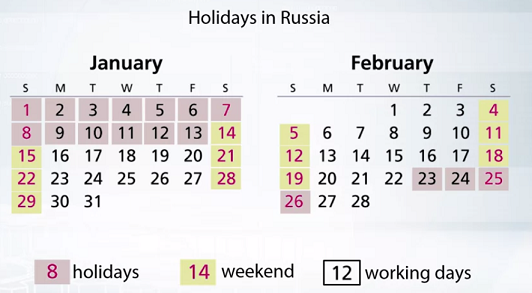 Holidays in Russia
January February
S M T W T F S S M T W T F S
1 2 3 4 5 6 7 1 2 3 4
8 9 10 11 12 13 14 5 6 7 8 9 10 11
15 16 17 18 19 20 21 12 13 14 15 16 17 18
22 23 24 25 26 27 28 19 20 21 22 23 24 25
29 30 31 26 27 28
8 holidays 14 weekend 12 working days